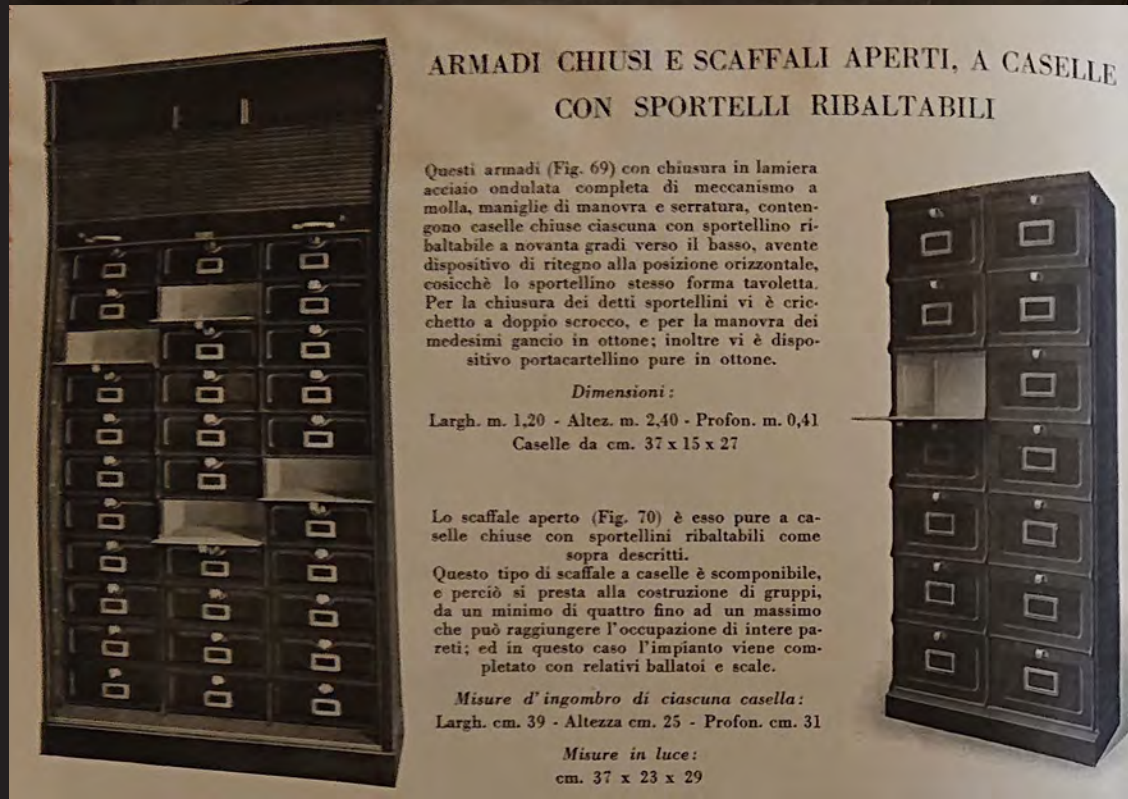 ARMADI CHIUSI E SCAFFALI APERTI, A CASELLE
CON SPORTELLI RIBALTABILI
Questi armadi (Fig. 69) con chiusura in lamiera
acciaio ondulata completa di meccanismo a
molla, maniglie di manovra e serratura, conten-
gono caselle chiuse ciascuna con sportellino ri-
baltabile a novanta gradi verso il basso, avente
dispositivo di ritegno alla posizione orizzontale,
cosicchè lo sportellino stesso forma tavoletta.
Per la chiusura dei detti sportellini vi è cric-
chetto a doppio scrocco, e per la manovra dei
medesimi gancio in ottone; inoltre vi è dispo-
sitivo portacartellino pure in ottone.
Dimensioni:
Largh. m. 1,20 - Altez. m. 2,40 - Profon. m. 0,41
Caselle da cm. 37 x 15 x 27
Lo scaffale aperto (Fig. 70) è esso pure a ca-
selle chiuse con sportellini ribaltabili come
sopra descritti.
Questo tipo di scaffale a caselle è scomponibile,
e perciò si presta alla costruzione di gruppi,
da un minimo di quattro fino ad un massimo
che può raggiungere l'occupazione di intere pa-
reti; ed in questo caso l'impianto viene com-
pletato con relativi ballatoi e scale.
Misure d'ingombro di ciascuna casella:
Largh. cm. 39 - Altezza cm. 25 - Profon. cm. 31
Misure in luce:
cm. 37 x 23 x 29